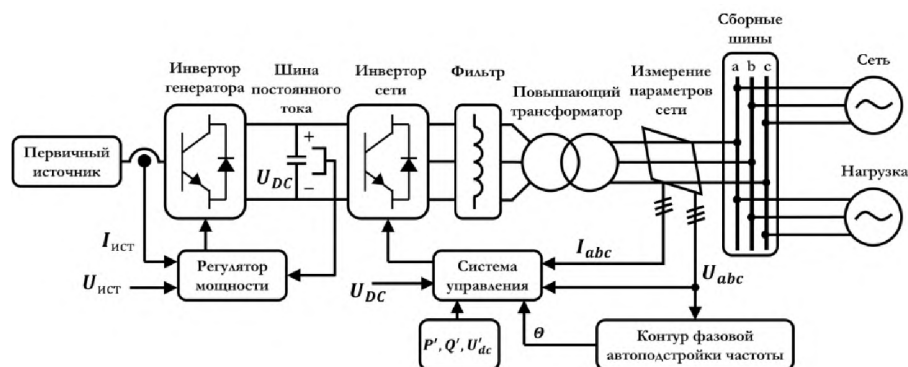 Сборные
шины
a b c
Сеть
Инвертор
генератора
Шина
постоянного
тока
Инвертор
сети
Фильтр
Повышающий
трансформатор
Измерение
параметров
сети
Первичный
источник
+
U_DC
−
Нагрузка
I_ист
U_ист
Регулятор
мощности
U_DC
Система
управления
I_abc
U_abc
P', Q', U'_dc
Θ
Контур фазовой
автоподстройки частоты